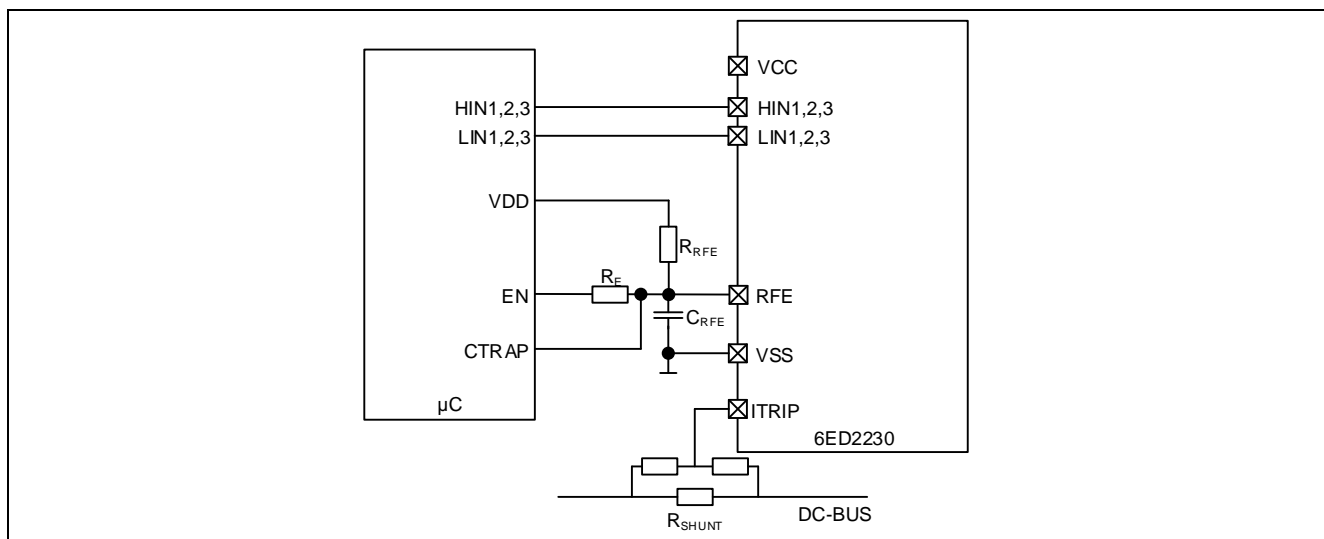 VCC
HIN1,2,3
HIN1,2,3
LIN1,2,3
LIN1,2,3
VDD
RRFE
RE
EN
RFE
CRFE
CTRAP
VSS
µC
ITRIP
6ED2230
RSHUNT
DC-BUS